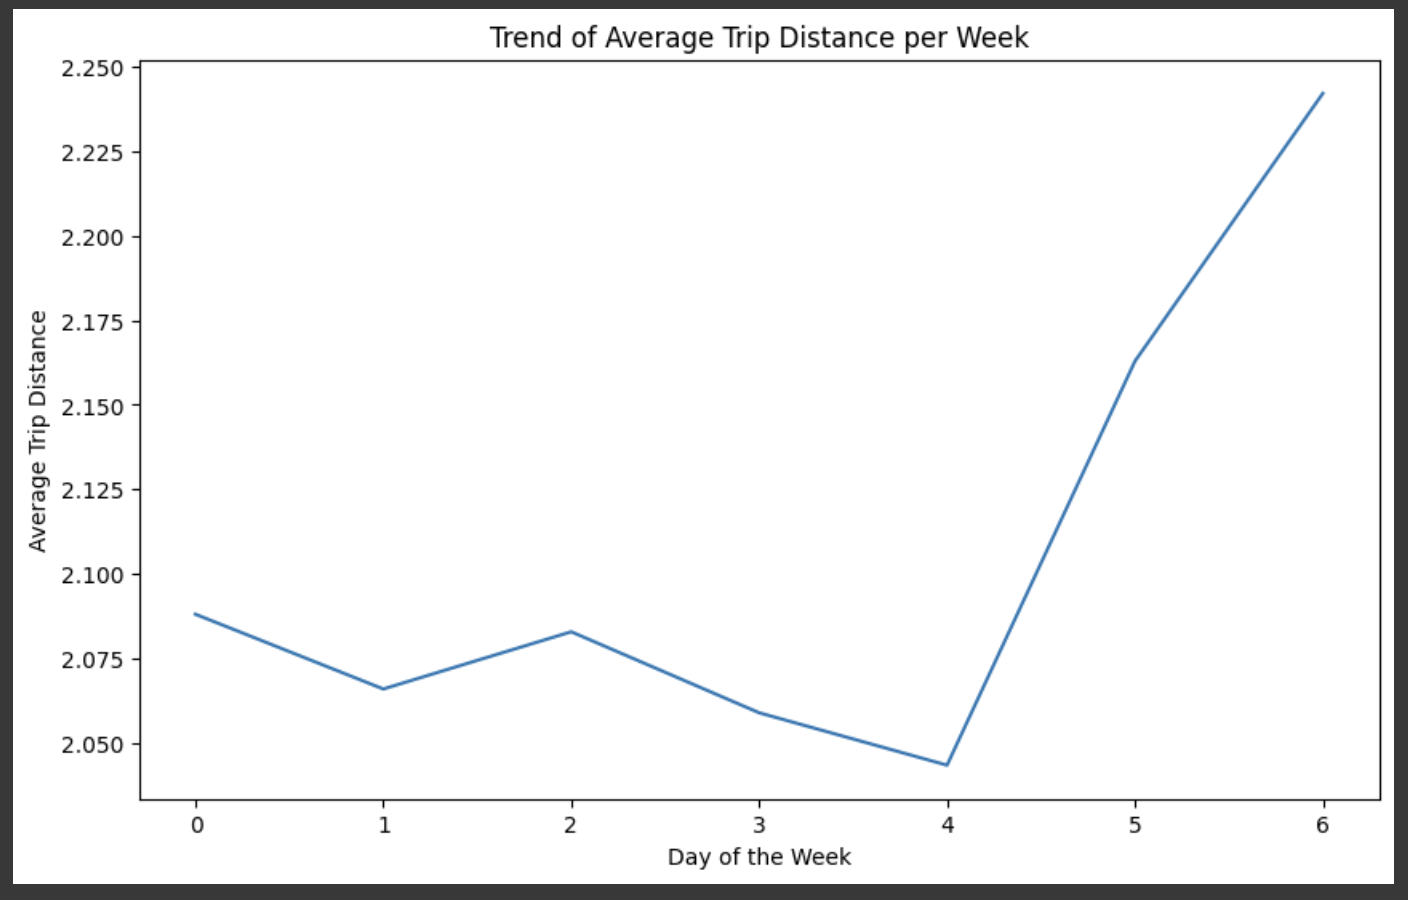 Trend of Average Trip Distance per Week
2.250
2.225
2.200
2.175
2.150
2.125
2.100
2.075
2.050
Average Trip Distance
0 1 2 3 4 5 6
Day of the Week